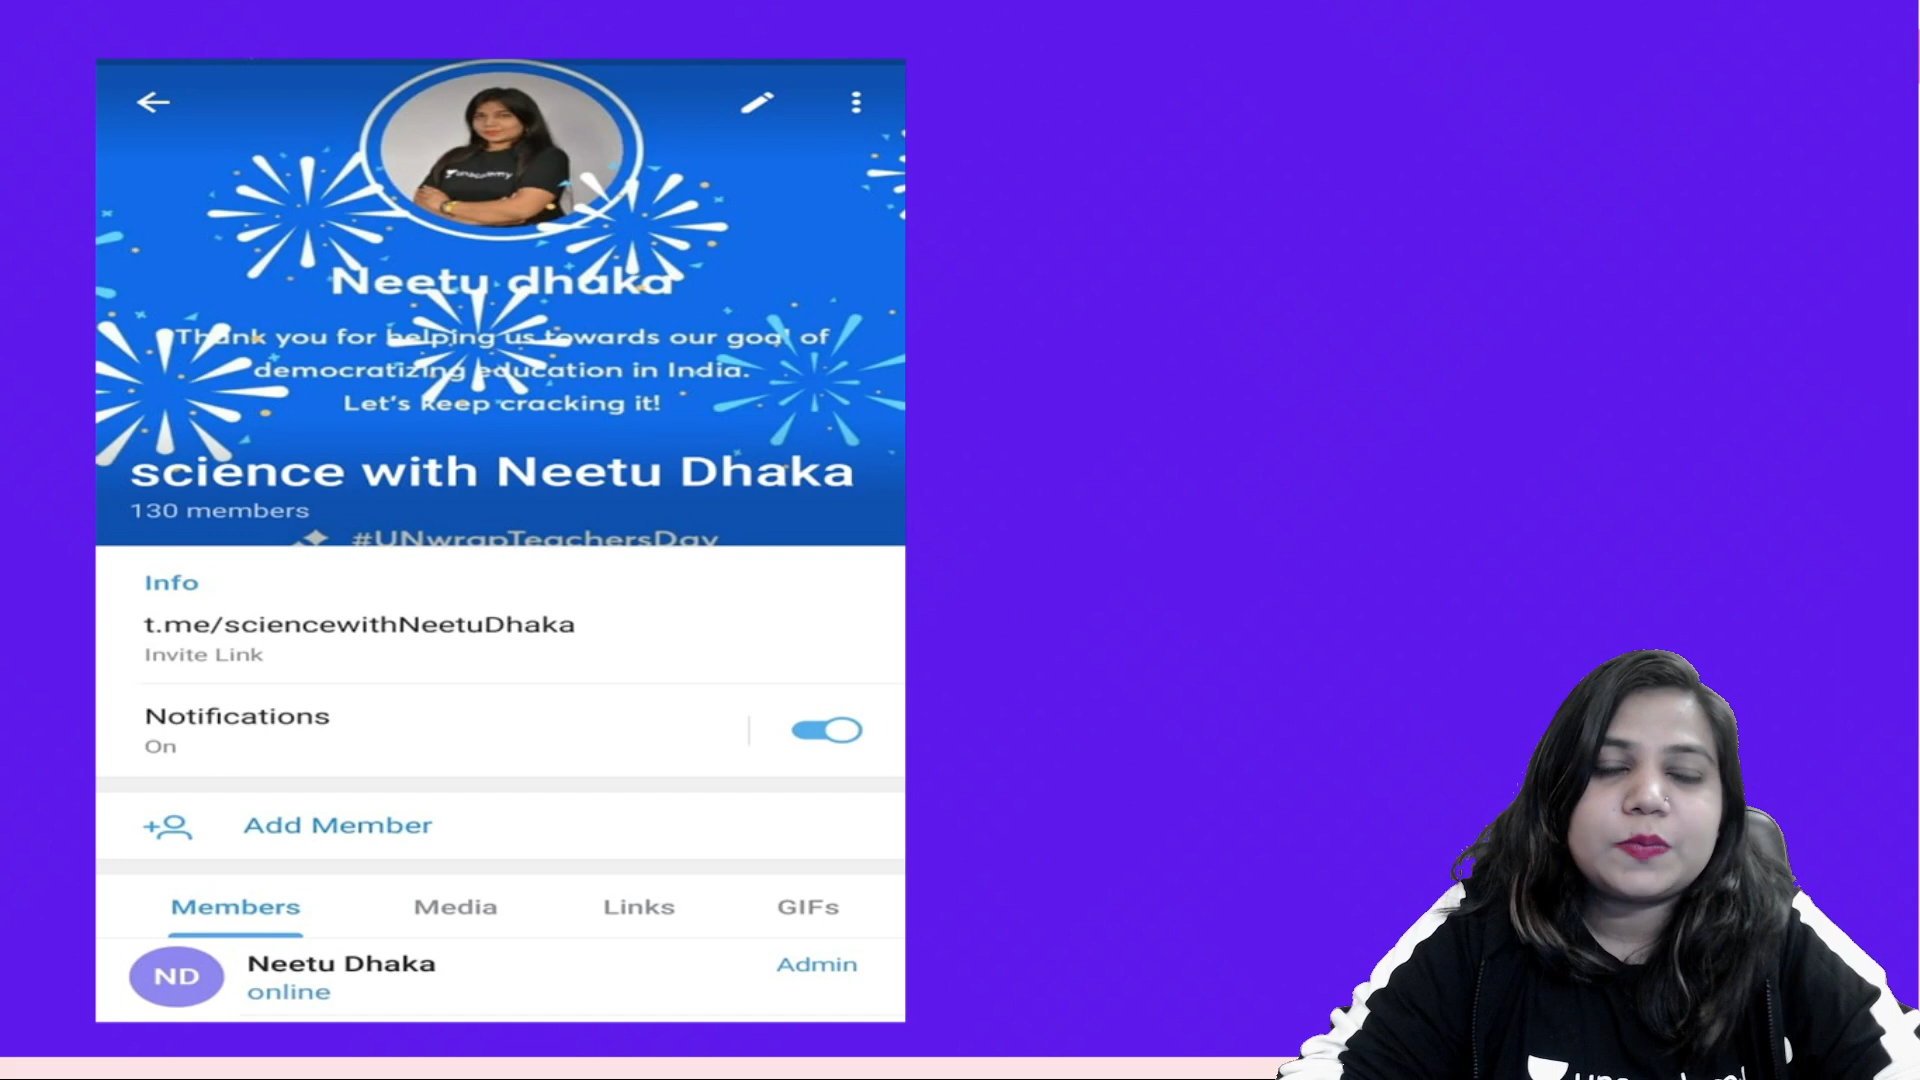 unacademy
Neetu dhaka
Thank you for helping us towards our goal of
democratizing education in India.
Let's keep cracking it!
science with Neetu Dhaka
130 members
#UNwrapTeachersDay
Info
t.me/sciencewithNeetuDhaka
Invite Link
Notifications
On
Add Member
Members Media Links GIFs
ND Neetu Dhaka Admin
online